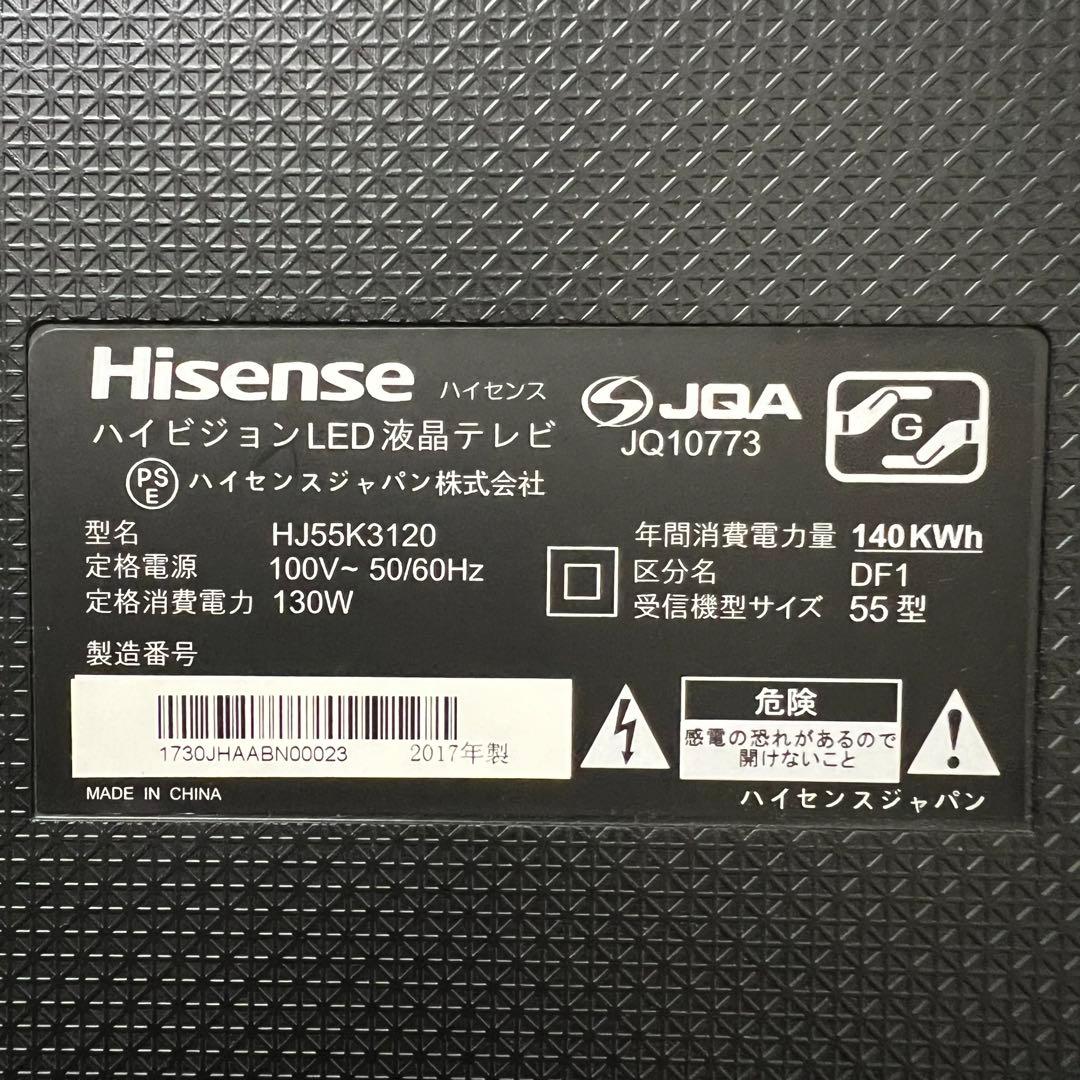 Hisense ハイセンス
ハイビジョンLED液晶テレビ
PSE ハイセンスジャパン株式会社
JQA
JQ10773
G
型名 HJ55K3120
定格電源 100V~ 50/60Hz
定格消費電力 130W
年間消費電力量 140KWh
区分名 DF1
受信機型サイズ 55型
製造番号
1730JHAABN00023 2017年製
MADE IN CHINA
危険
感電の恐れがあるので
開けないこと
ハイセンスジャパン